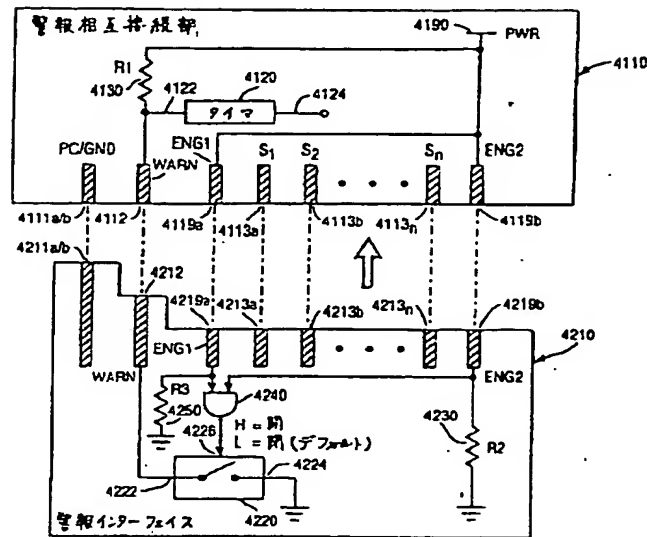 警報相互接続部
4190
PWR
R1
4130
4122
4120
4124
タイマ
4110
PC/GND
WARN
ENG1
S1
S2
Sn
ENG2
4111a/b
4112
4119a
4113a
4113b
4113n
4119b
4211a/b
4212
4219a
4213a
4213b
4213n
4219b
4210
WARN
ENG1
ENG2
R3
4250
4240
H=開
L=閉(デフォルト)
4226
4230
R2
4222
4224
4220
警報インターフェイス